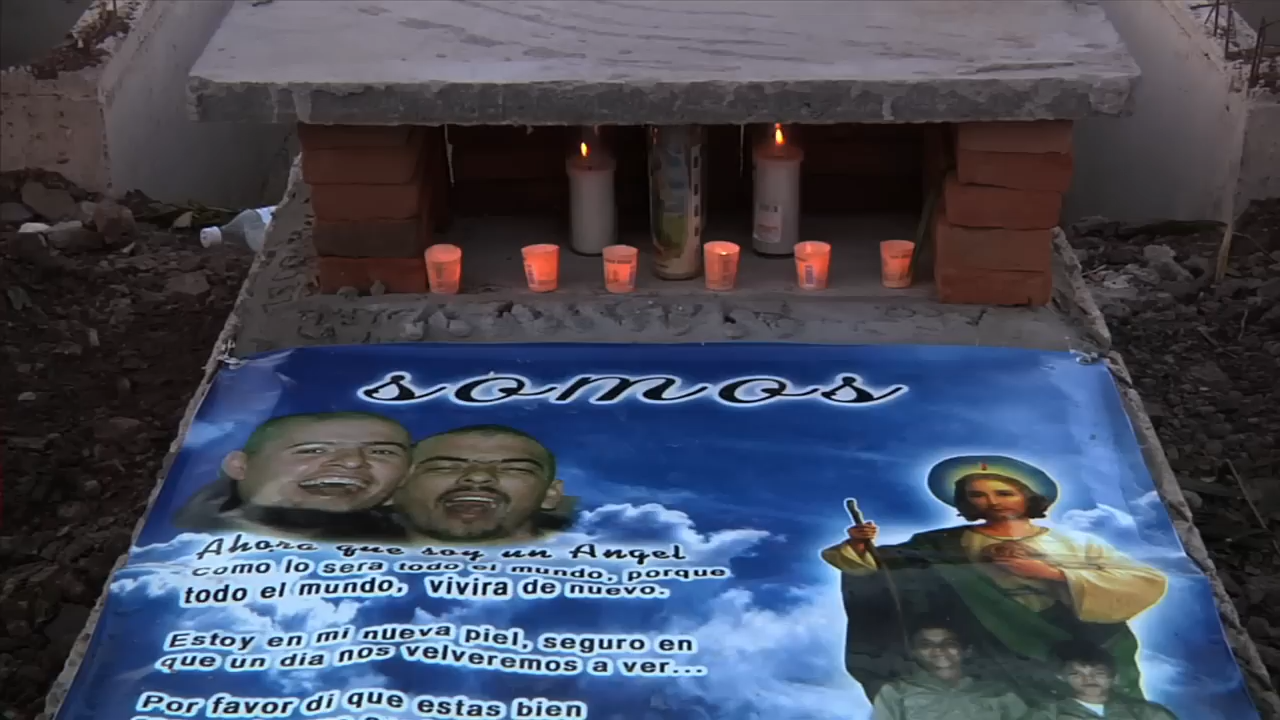 somos
Ahora que soy un Angel
como lo sera todo el mundo, porque
todo el mundo, vivira de nuevo.
Estoy en mi nueva piel, seguro en
que un dia nos velveremos a ver...
Por favor di que estas bien